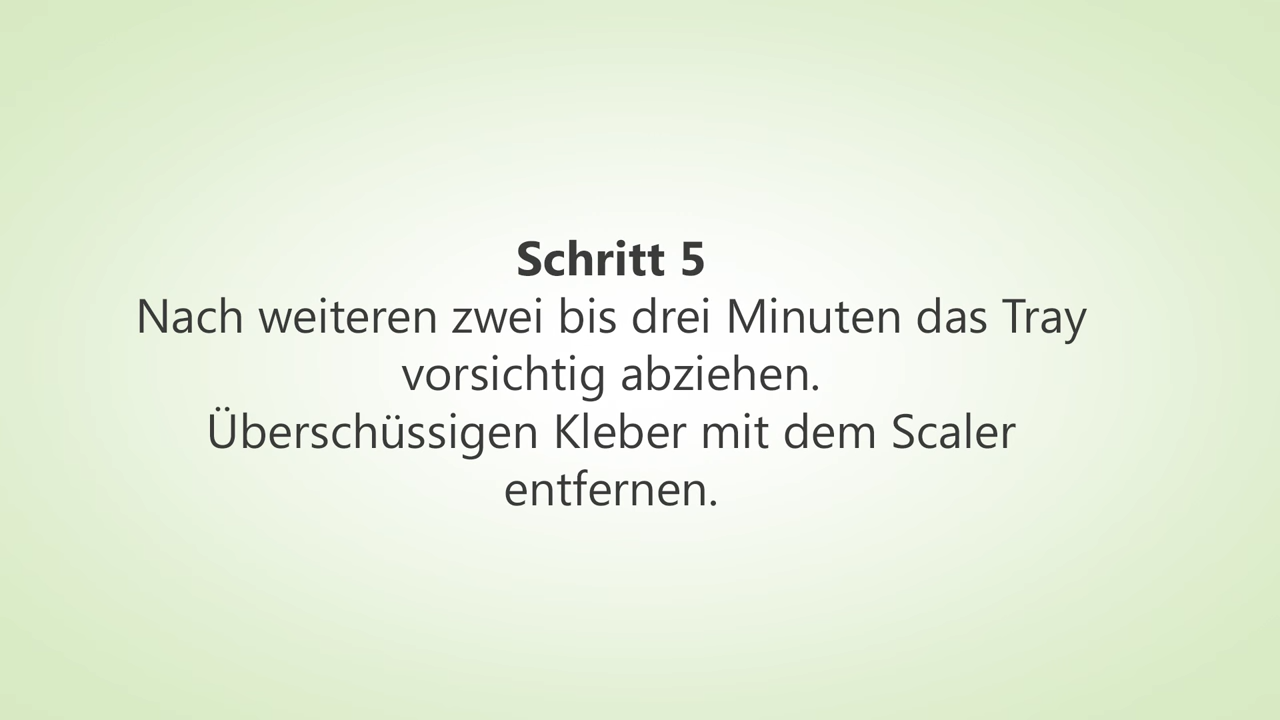 Schritt 5
Nach weiteren zwei bis drei Minuten das Tray
vorsichtig abziehen.
Überschüssigen Kleber mit dem Scaler
entfernen.